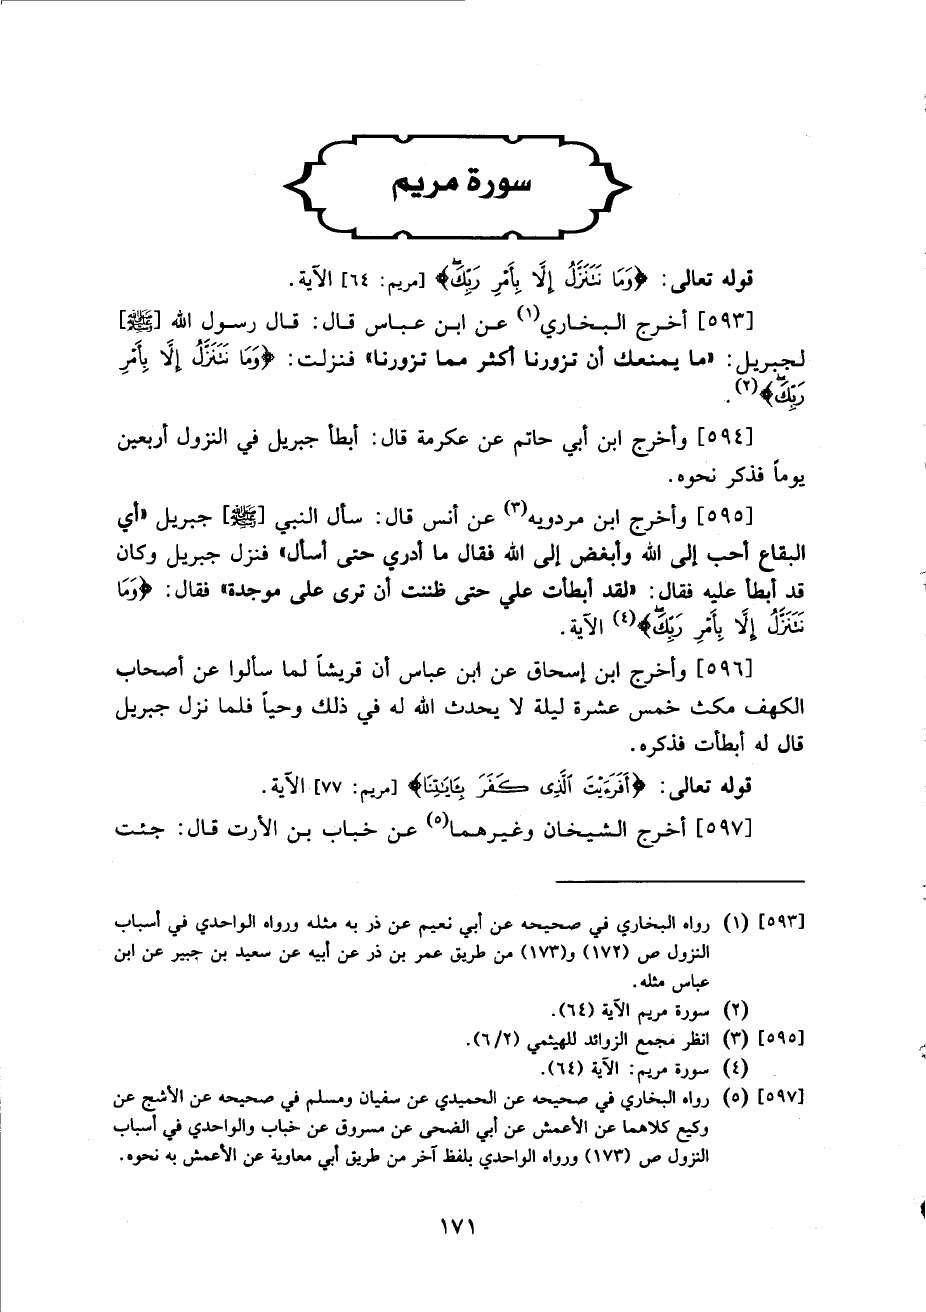 سورة مريم
قوله تعالى: ﴿وَمَا نَتَنَزَّلُ إِلَّا بِأَمْرِ رَبِّكَ﴾ [مريم: ٦٤] الآية.
[٥٩٣] أخرج البخاري(١) عن ابن عباس قال: قال رسول الله [ﷺ]
لجبريل: «ما يمنعك أن تزورنا أكثر مما تزورنا» فنزلت: ﴿وَمَا نَتَنَزَّلُ إِلَّا بِأَمْرِ
رَبِّكَ﴾(٢).
[٥٩٤] وأخرج ابن أبي حاتم عن عكرمة قال: أبطأ جبريل في النزول أربعين
يوماً فذكر نحوه.
[٥٩٥] وأخرج ابن مردويه(٣) عن أنس قال: سأل النبي [ﷺ] جبريل «أي
البقاع أحب إلى الله وأبغض إلى الله فقال ما أدري حتى أسأل» فنزل جبريل وكان
قد أبطأ عليه فقال: «لقد أبطأت علي حتى ظننت أن ترى على موجدة» فقال: ﴿وَمَا
نَتَنَزَّلُ إِلَّا بِأَمْرِ رَبِّكَ﴾(٤) الآية.
[٥٩٦] وأخرج ابن إسحاق عن ابن عباس أن قريشاً لما سألوا عن أصحاب
الكهف مكث خمس عشرة ليلة لا يحدث الله له في ذلك وحياً فلما نزل جبريل
قال له أبطأت فذكره.
قوله تعالى: ﴿أَفَرَءَيْتَ ٱلَّذِى كَفَرَ بِـَٔايَٰتِنَا﴾ [مريم: ٧٧] الآية.
[٥٩٧] أخرج الشيخان وغيرهما(٥) عن خباب بن الأرت قال: جئت
[٥٩٣] (١) رواه البخاري في صحيحه عن أبي نعيم عن ذر به مثله ورواه الواحدي في أسباب
النزول ص (١٧٢) و(١٧٣) من طريق عمر بن ذر عن أبيه عن سعيد بن جبير عن ابن
عباس مثله.
(٢) سورة مريم الآية (٦٤).
[٥٩٥] (٣) انظر مجمع الزوائد للهيثمي (٦/٢).
(٤) سورة مريم: الآية (٦٤).
[٥٩٧] (٥) رواه البخاري في صحيحه عن الحميدي عن سفيان ومسلم في صحيحه عن الأشج عن
وكيع كلاهما عن الأعمش عن أبي الضحى عن مسروق عن خباب والواحدي في أسباب
النزول ص (١٧٣) ورواه الواحدي بلفظ آخر من طريق أبي معاوية عن الأعمش به نحوه.
١٧١